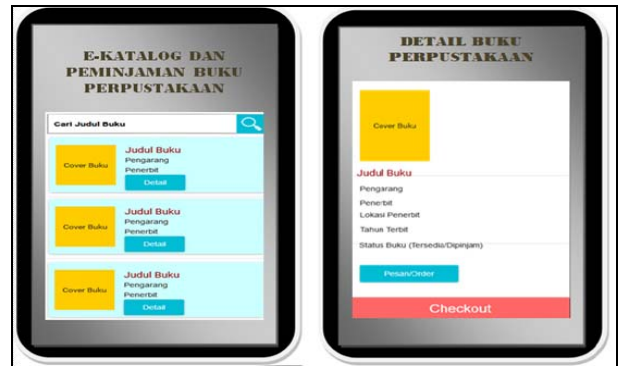 E-KATALOG DAN
PEMINJAMAN BUKU
PERPUSTAKAAN
Cari Judul Buku
Cover Buku
Judul Buku
Pengarang
Penerbit
Detail
Cover Buku
Judul Buku
Pengarang
Penerbit
Detail
Cover Buku
Judul Buku
Pengarang
Penerbit
Detail
DETAIL BUKU
PERPUSTAKAAN
Cover Buku
Judul Buku
Pengarang
Penerbit
Lokasi Penerbit
Tahun Terbit
Status Buku (Tersedia/Dipinjam)
Pesan/Order
Checkout